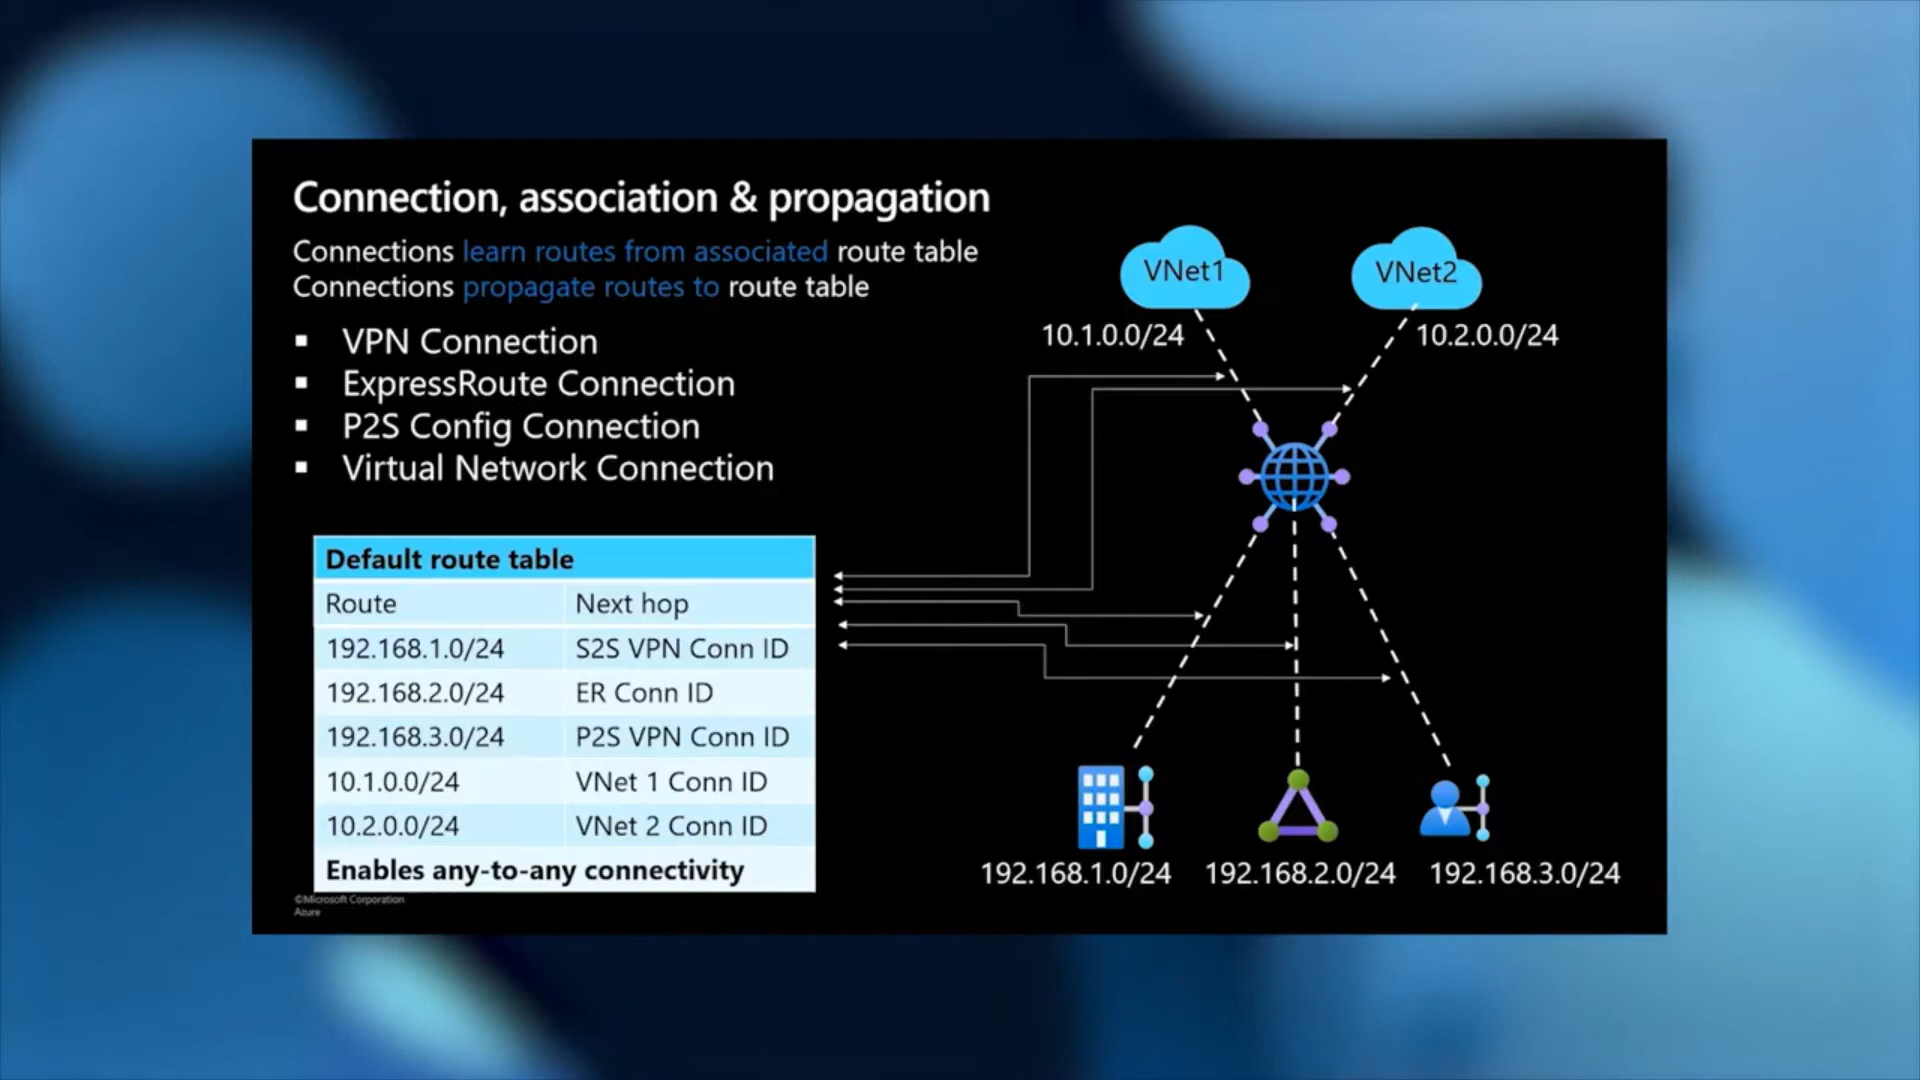 Connection, association & propagation
Connections learn routes from associated route table
Connections propagate routes to route table
▪ VPN Connection
▪ ExpressRoute Connection
▪ P2S Config Connection
▪ Virtual Network Connection
Default route table
Route Next hop
192.168.1.0/24 S2S VPN Conn ID
192.168.2.0/24 ER Conn ID
192.168.3.0/24 P2S VPN Conn ID
10.1.0.0/24 VNet 1 Conn ID
10.2.0.0/24 VNet 2 Conn ID
Enables any-to-any connectivity
©Microsoft Corporation
Azure
VNet1 VNet2
10.1.0.0/24 10.2.0.0/24
192.168.1.0/24 192.168.2.0/24 192.168.3.0/24